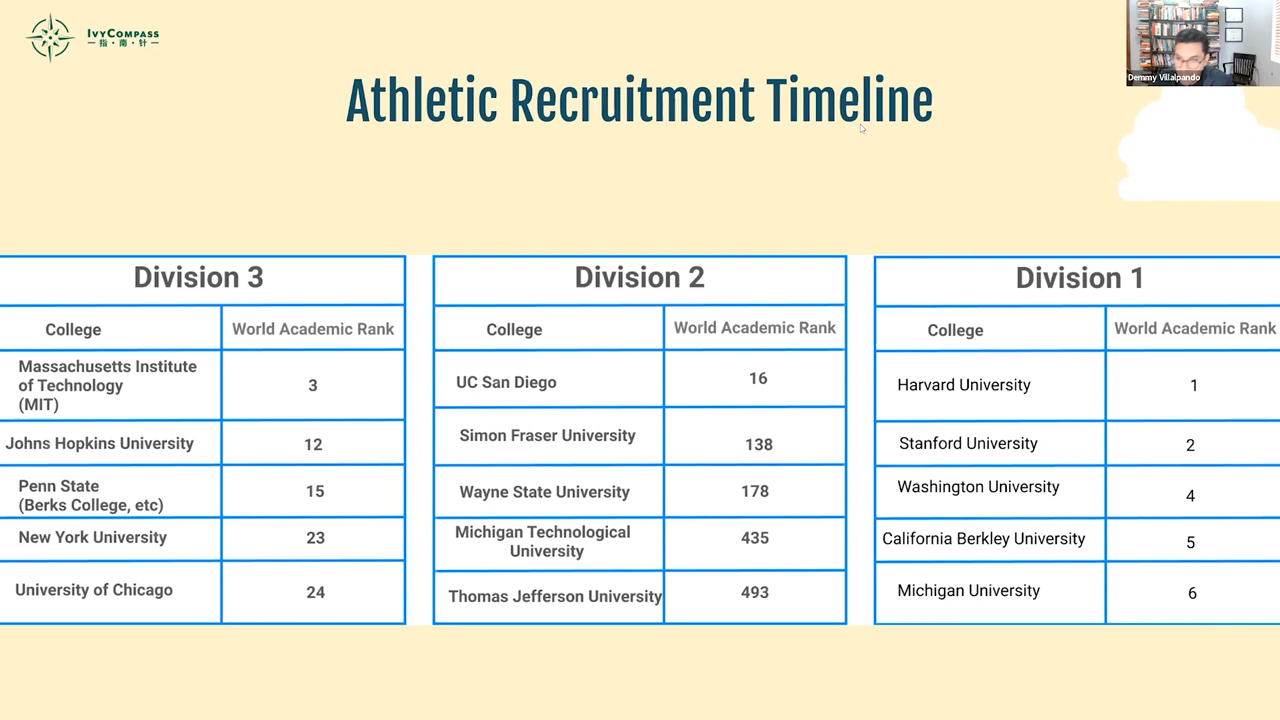 IVYCOMPASS
指·南·针
Demmy Villalpando
Athletic Recruitment Timeline
Division 3
College World Academic Rank
Massachusetts Institute
of Technology
(MIT)
3
Johns Hopkins University 12
Penn State
(Berks College, etc)
15
New York University 23
University of Chicago 24
Division 2
College World Academic Rank
UC San Diego 16
Simon Fraser University 138
Wayne State University 178
Michigan Technological
University
435
Thomas Jefferson University 493
Division 1
College World Academic Rank
Harvard University 1
Stanford University 2
Washington University 4
California Berkley University 5
Michigan University 6